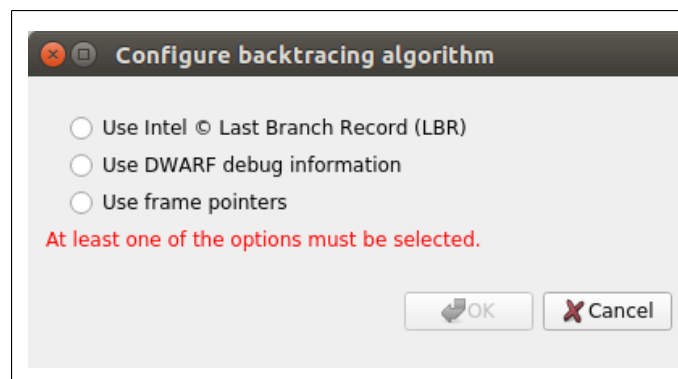 Configure backtracing algorithm
Use Intel © Last Branch Record (LBR)
Use DWARF debug information
Use frame pointers
At least one of the options must be selected.
OK
Cancel